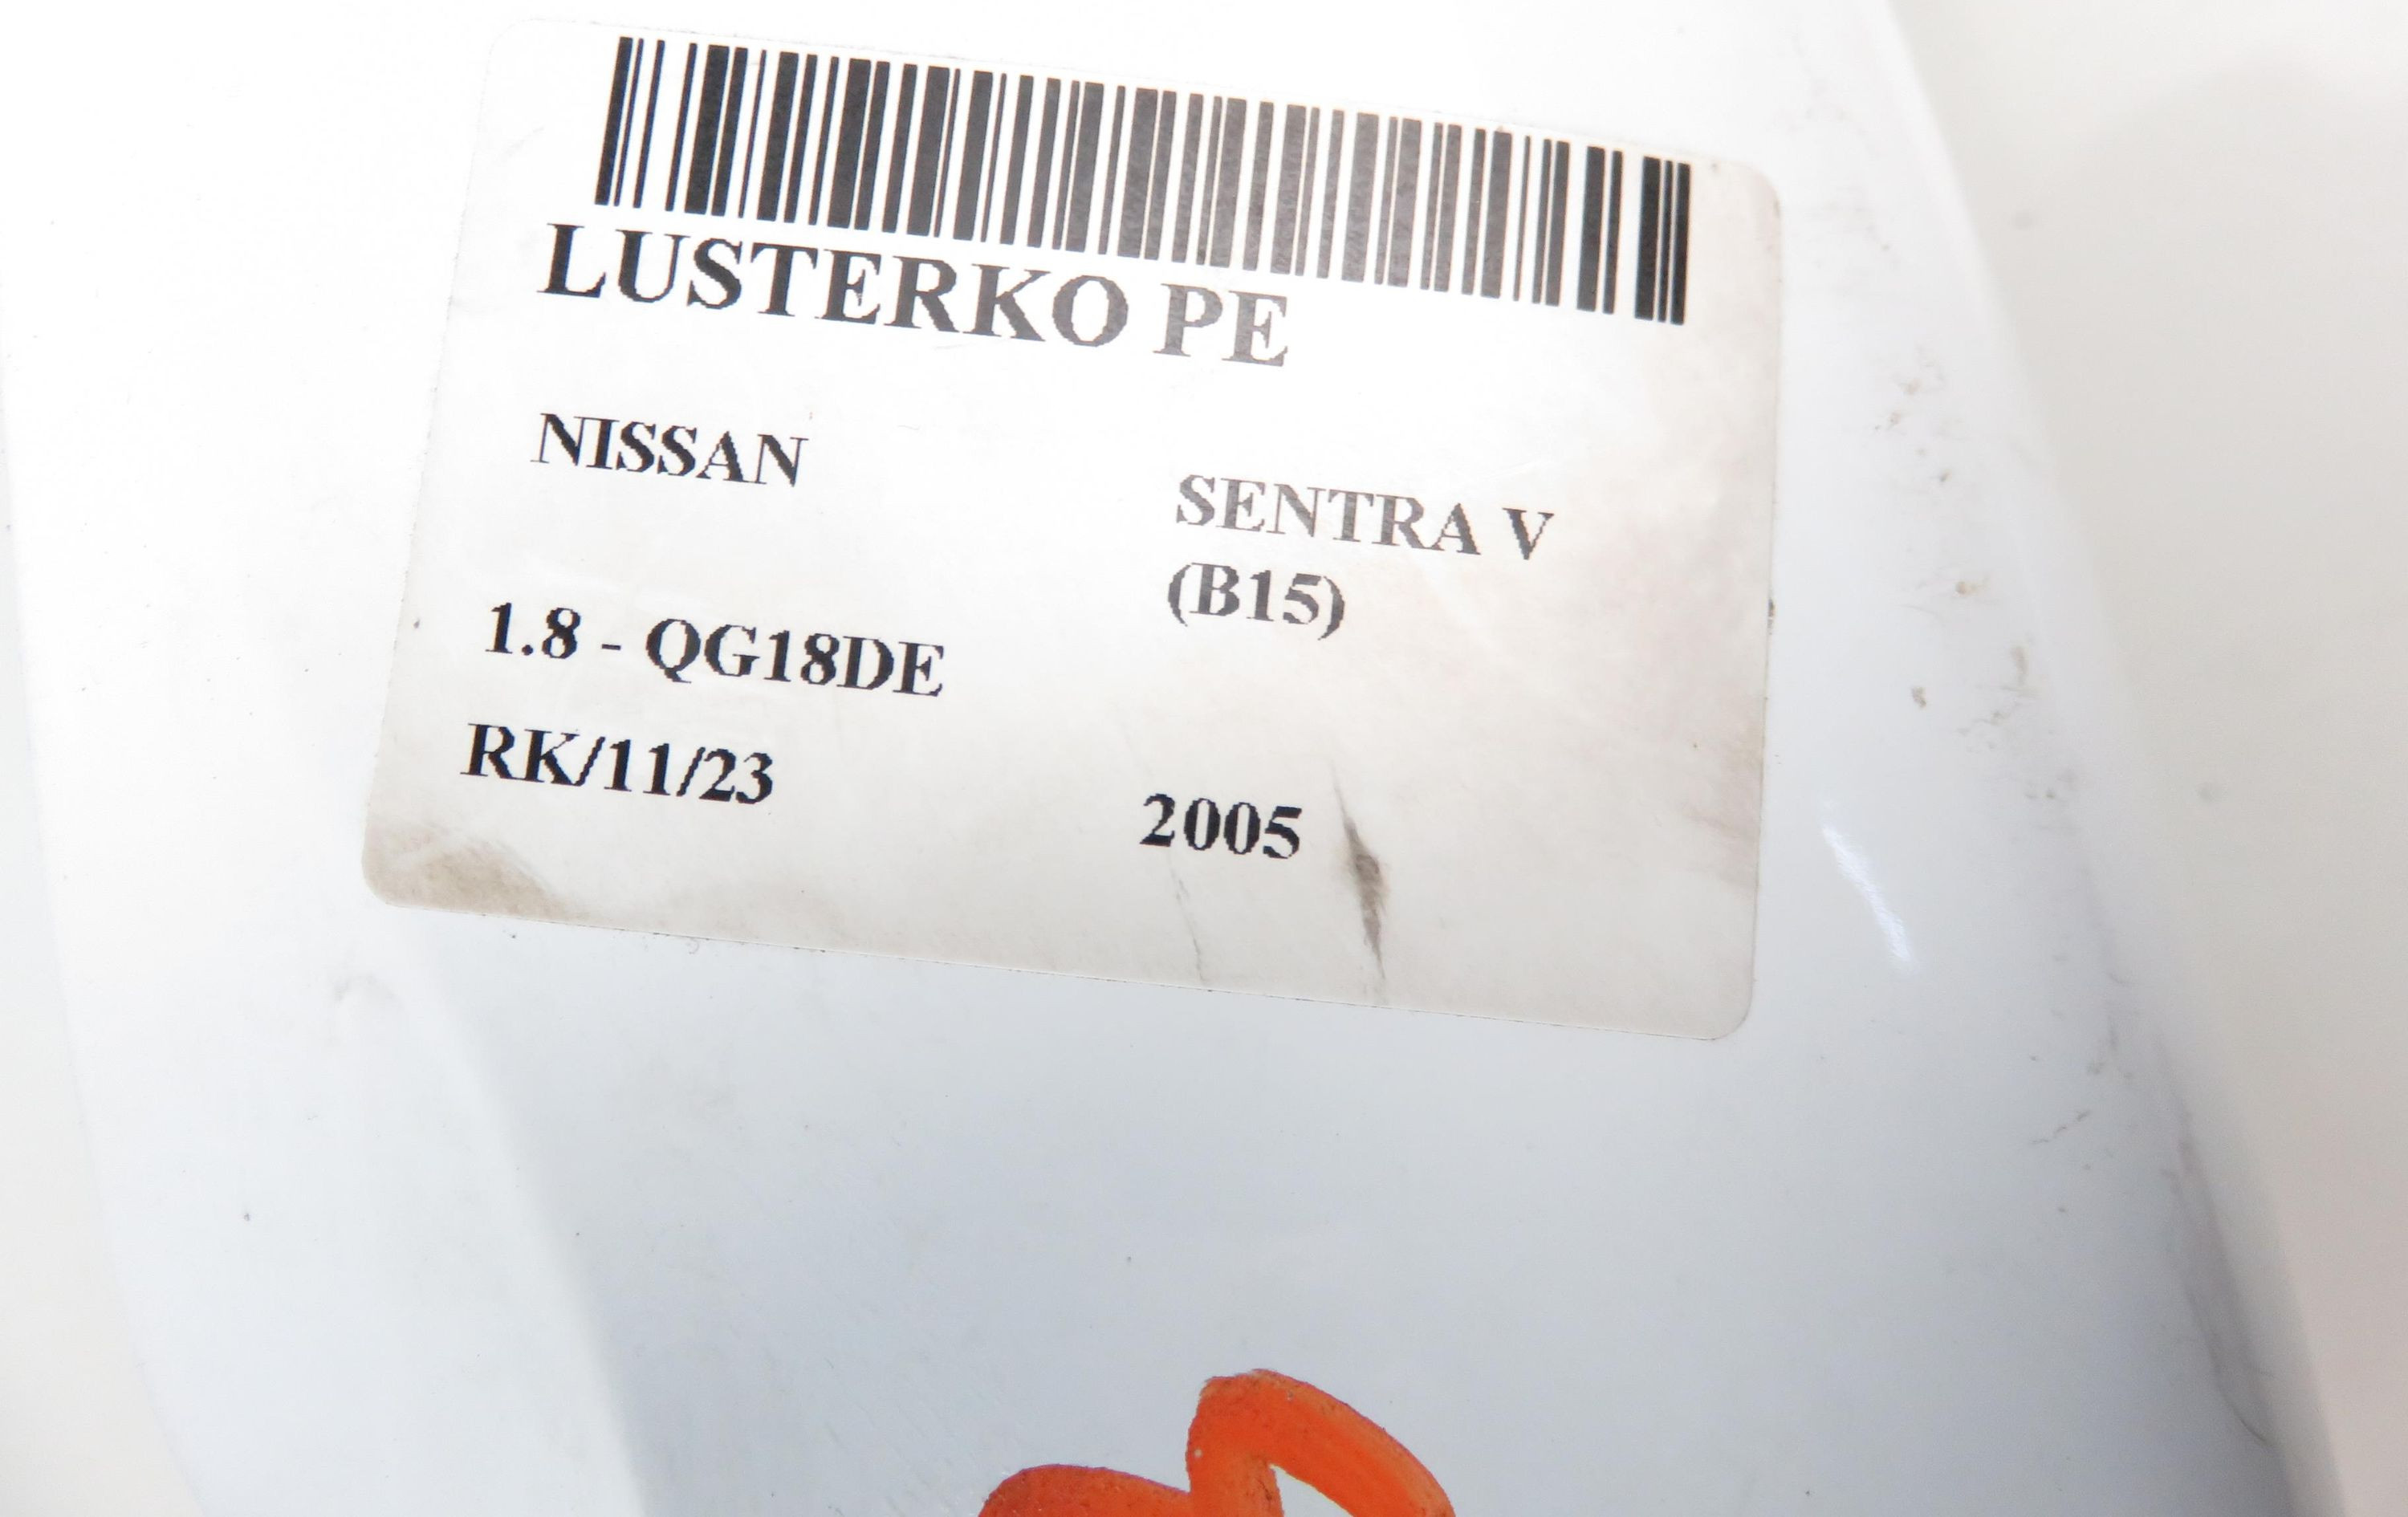 LUSTERKO PE
NISSAN
SENTRA V
(B15)
1.8 - QG18DE
RK/11/23
2005